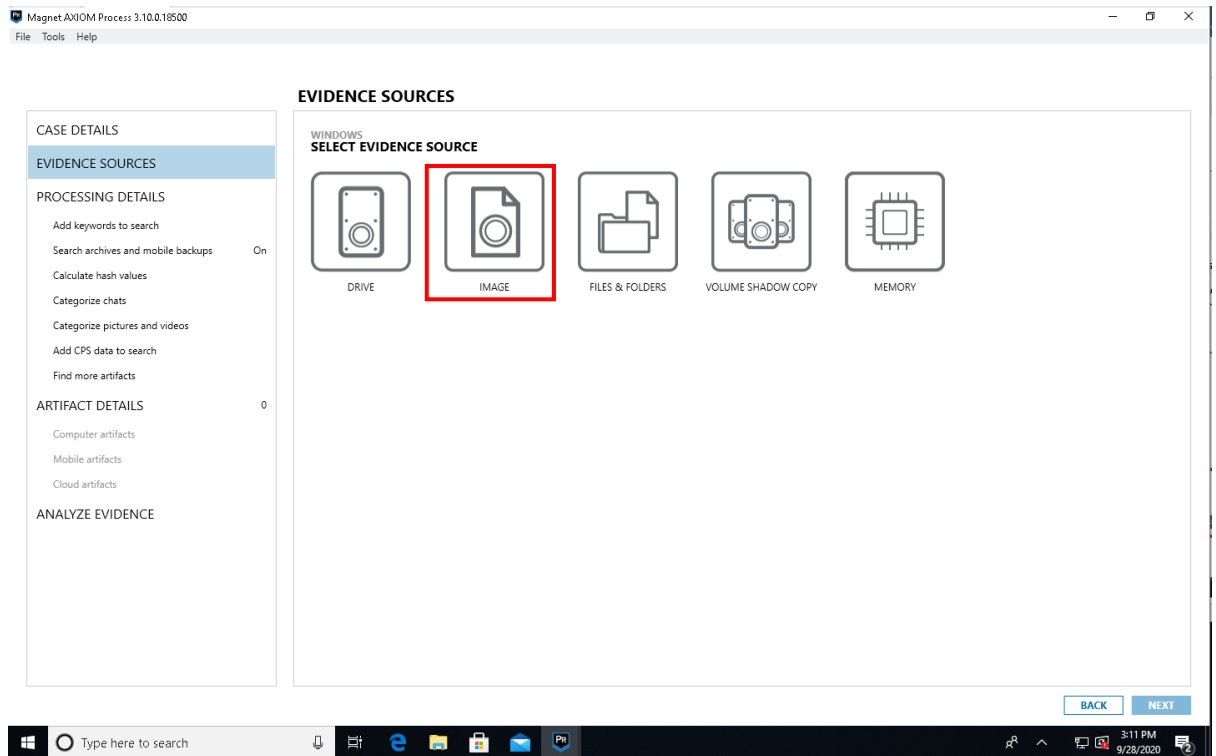 Magnet AXIOM Process 3.10.0.18500
File Tools Help
EVIDENCE SOURCES
CASE DETAILS
EVIDENCE SOURCES
PROCESSING DETAILS
Add keywords to search
Search archives and mobile backups On
Calculate hash values
Categorize chats
Categorize pictures and videos
Add CPS data to search
Find more artifacts
ARTIFACT DETAILS 0
Computer artifacts
Mobile artifacts
Cloud artifacts
ANALYZE EVIDENCE
WINDOWS
SELECT EVIDENCE SOURCE
DRIVE IMAGE FILES & FOLDERS VOLUME SHADOW COPY MEMORY
BACK NEXT
Type here to search
PR
3:11 PM
9/28/2020
2